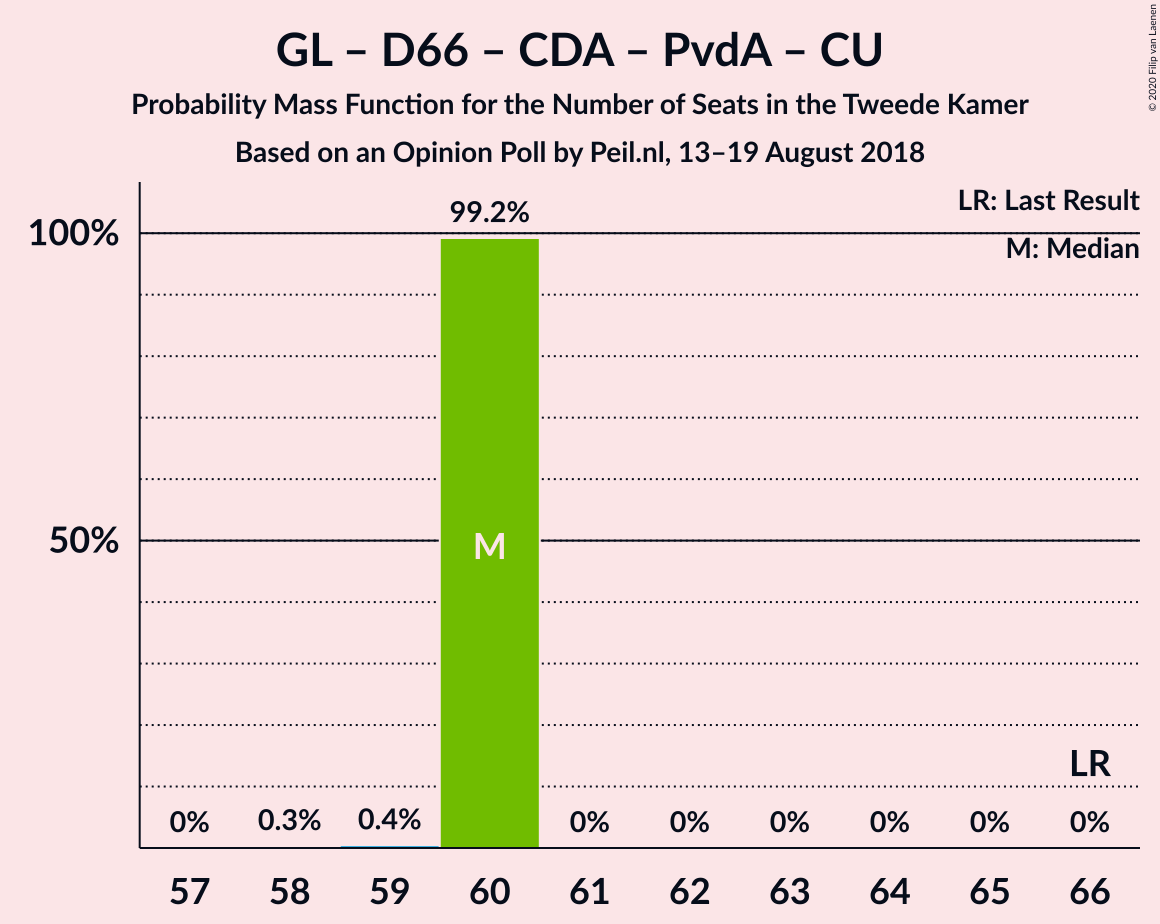 GL – D66 – CDA – PvdA – CU
Probability Mass Function for the Number of Seats in the Tweede Kamer
Based on an Opinion Poll by Peil.nl, 13–19 August 2018
© 2020 Filip van Laenen
LR: Last Result
M: Median
99.2%
100%
50%
M
LR
0% 0.3% 0.4% 0% 0% 0% 0% 0% 0%
57 58 59 60 61 62 63 64 65 66